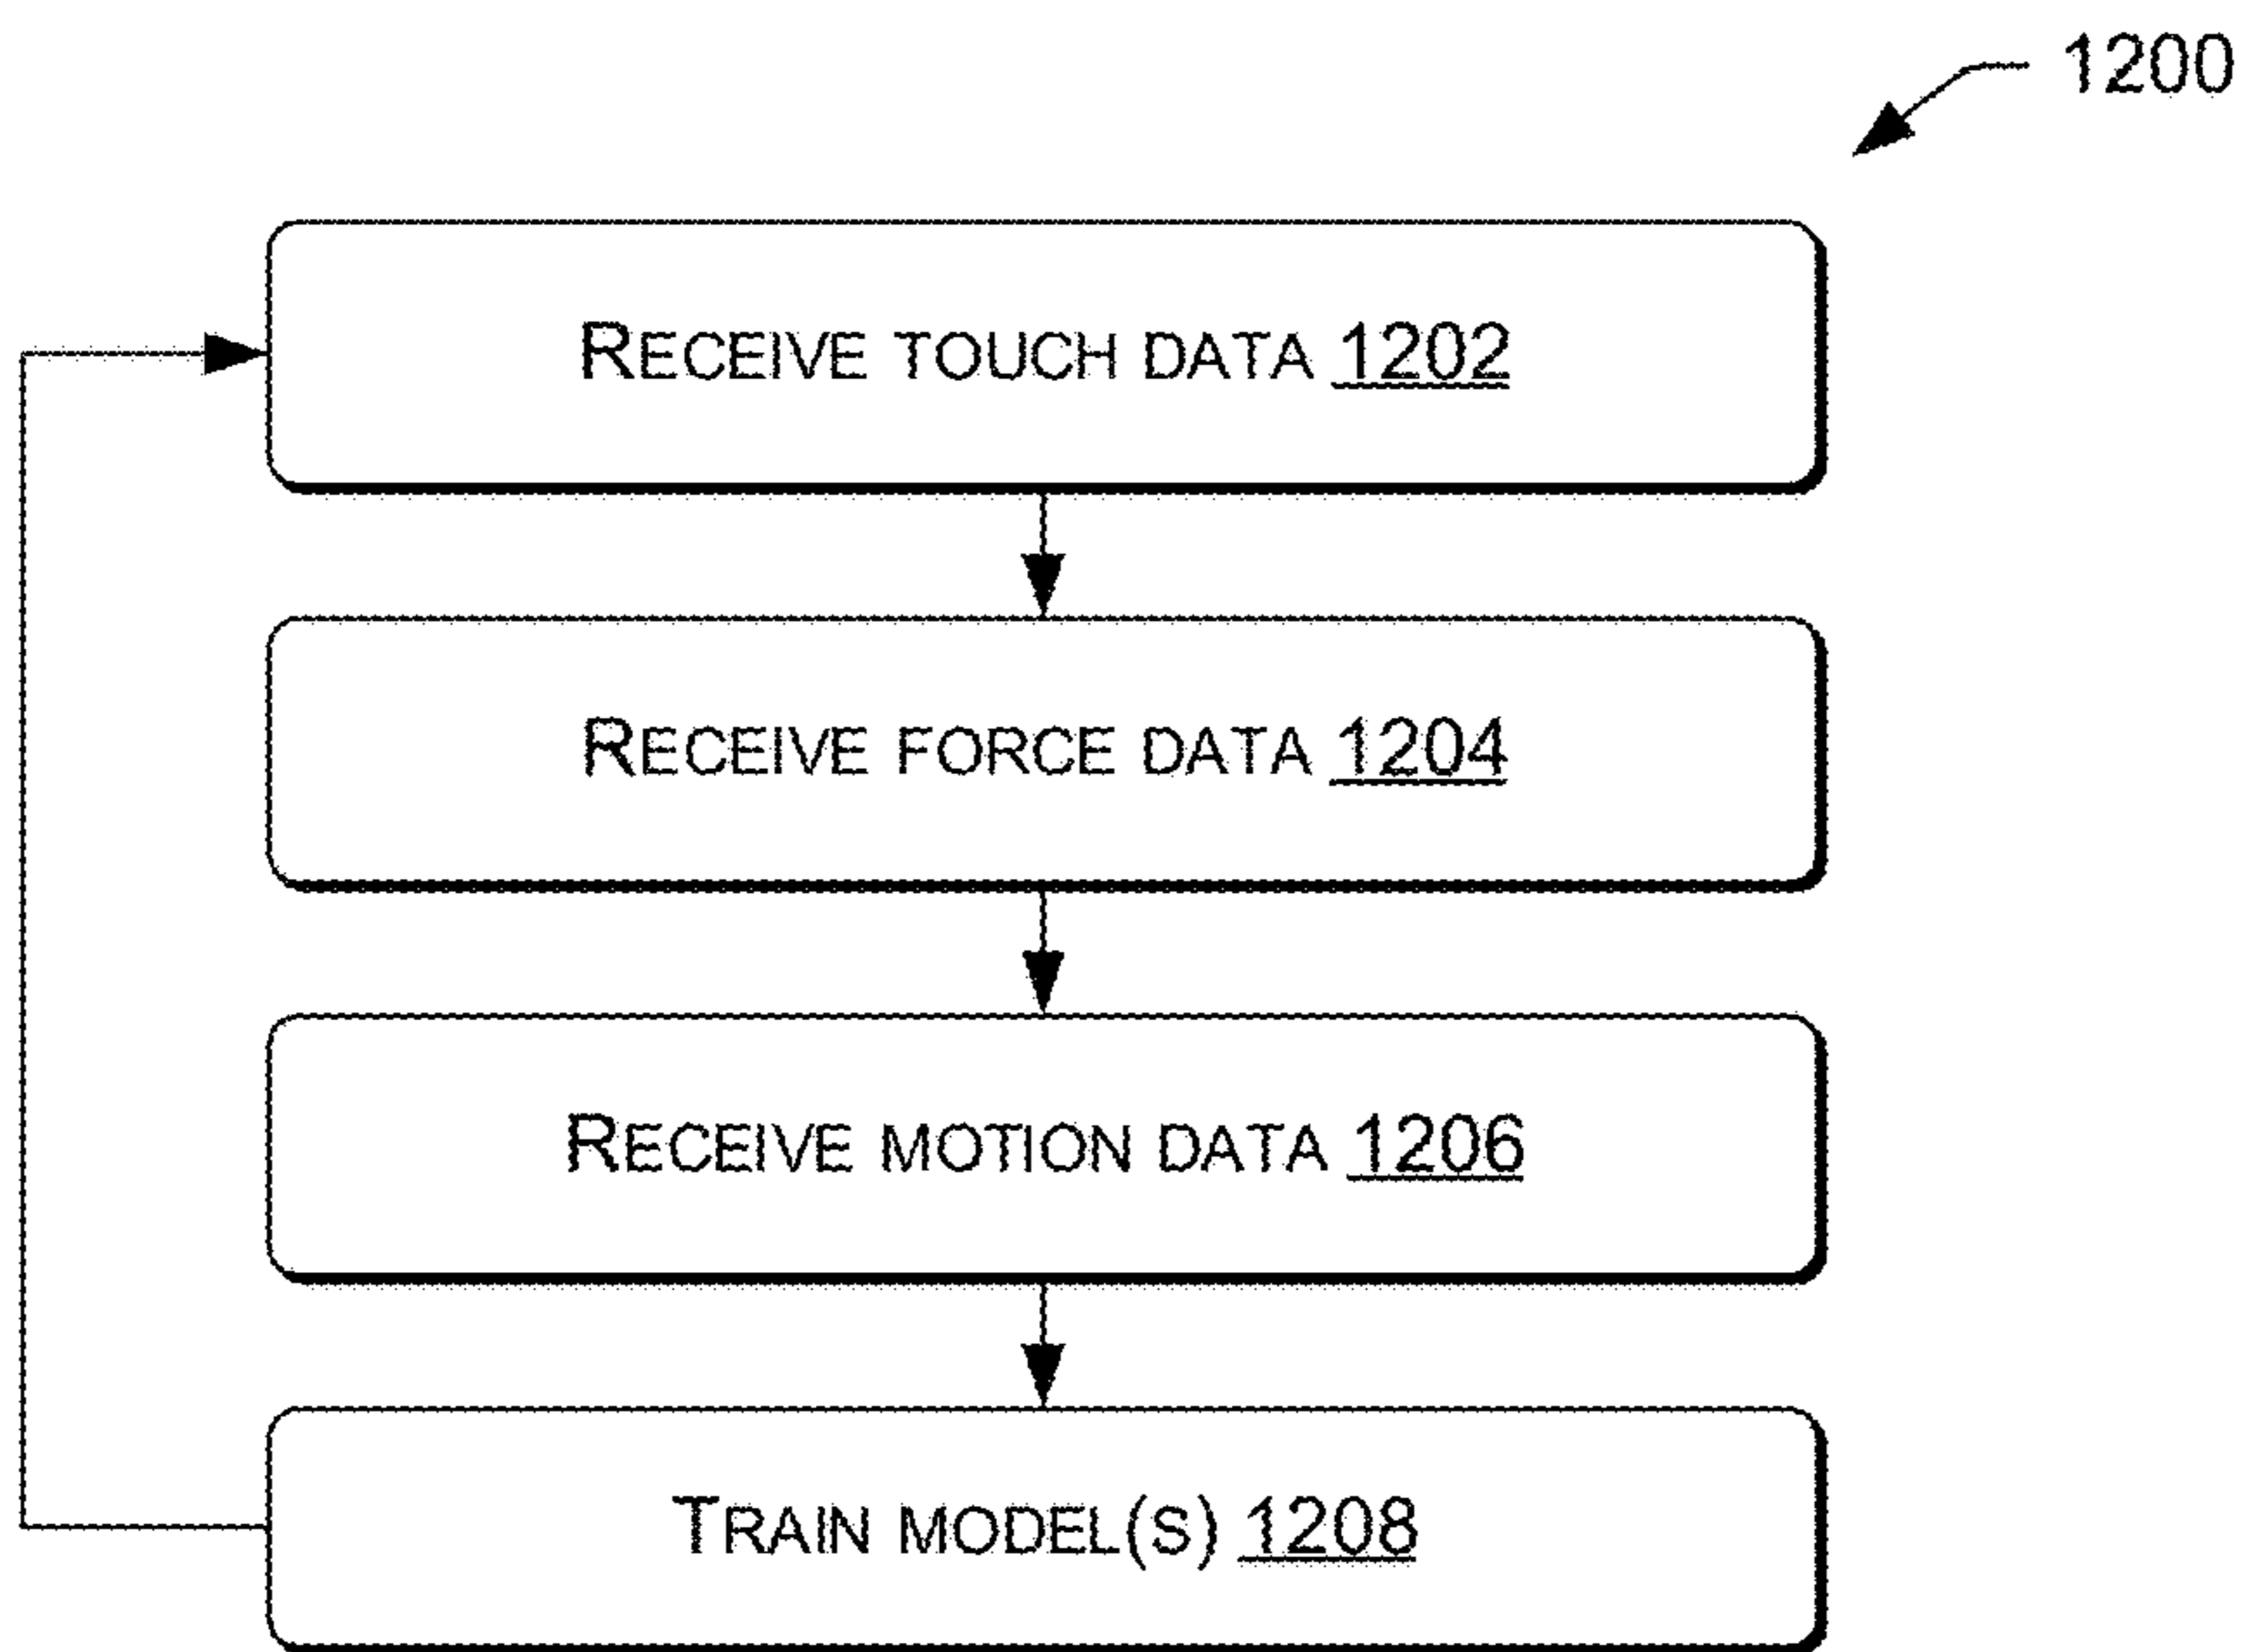 1200
RECEIVE TOUCH DATA 1202
RECEIVE FORCE DATA 1204
RECEIVE MOTION DATA 1206
TRAIN MODEL(S) 1208